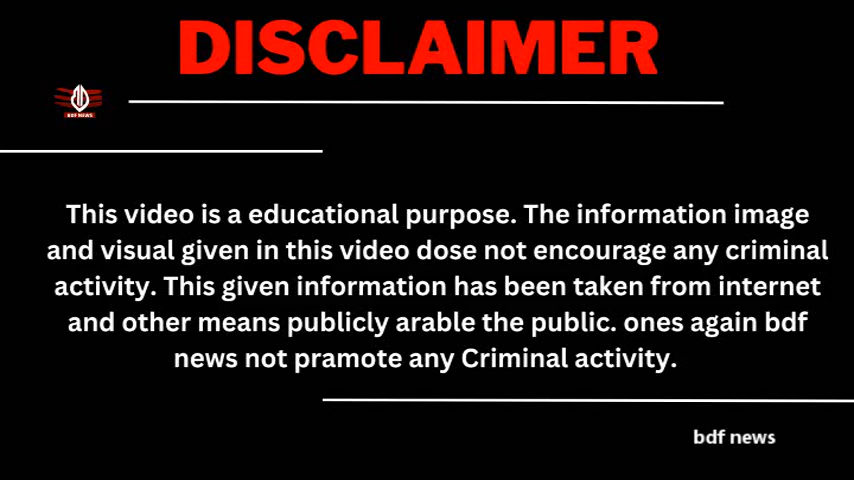 DISCLAIMER
BDF NEWS
This video is a educational purpose. The information image
and visual given in this video dose not encourage any criminal
activity. This given information has been taken from internet
and other means publicly arable the public. ones again bdf
news not pramote any Criminal activity.
bdf news